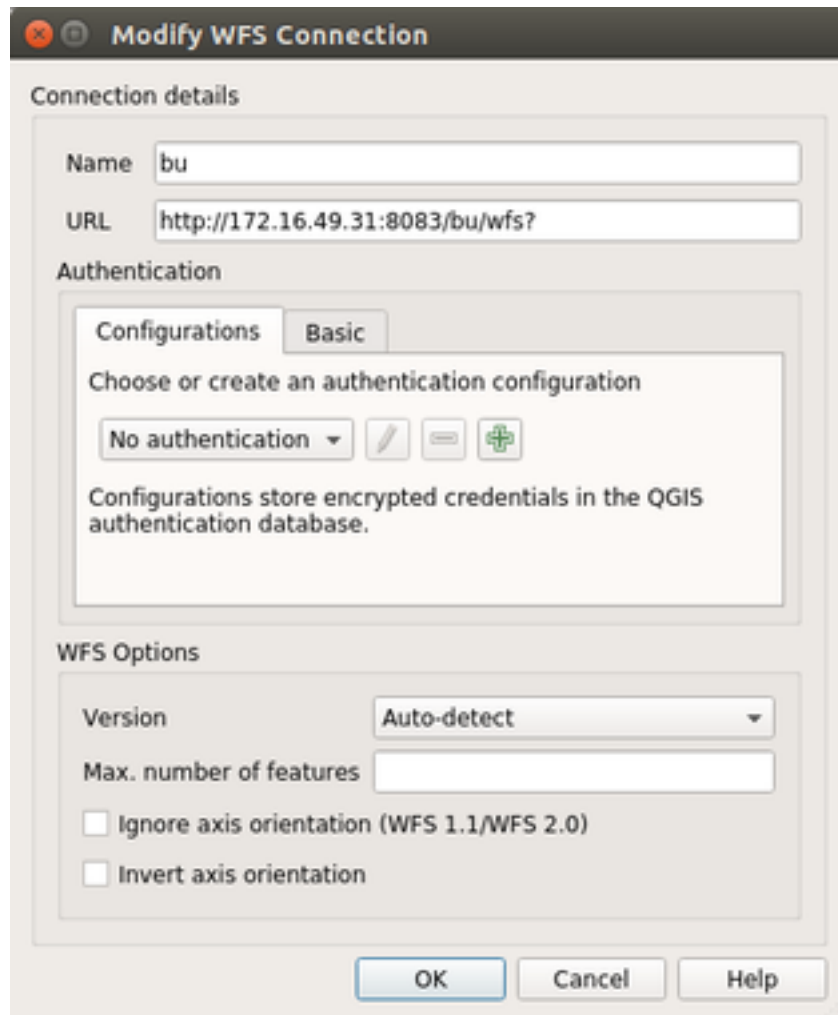 Modify WFS Connection
Connection details
Name bu
URL http://172.16.49.31:8083/bu/wfs?
Authentication
Configurations Basic
Choose or create an authentication configuration
No authentication
Configurations store encrypted credentials in the QGIS
authentication database.
WFS Options
Version Auto-detect
Max. number of features
Ignore axis orientation (WFS 1.1/WFS 2.0)
Invert axis orientation
OK Cancel Help